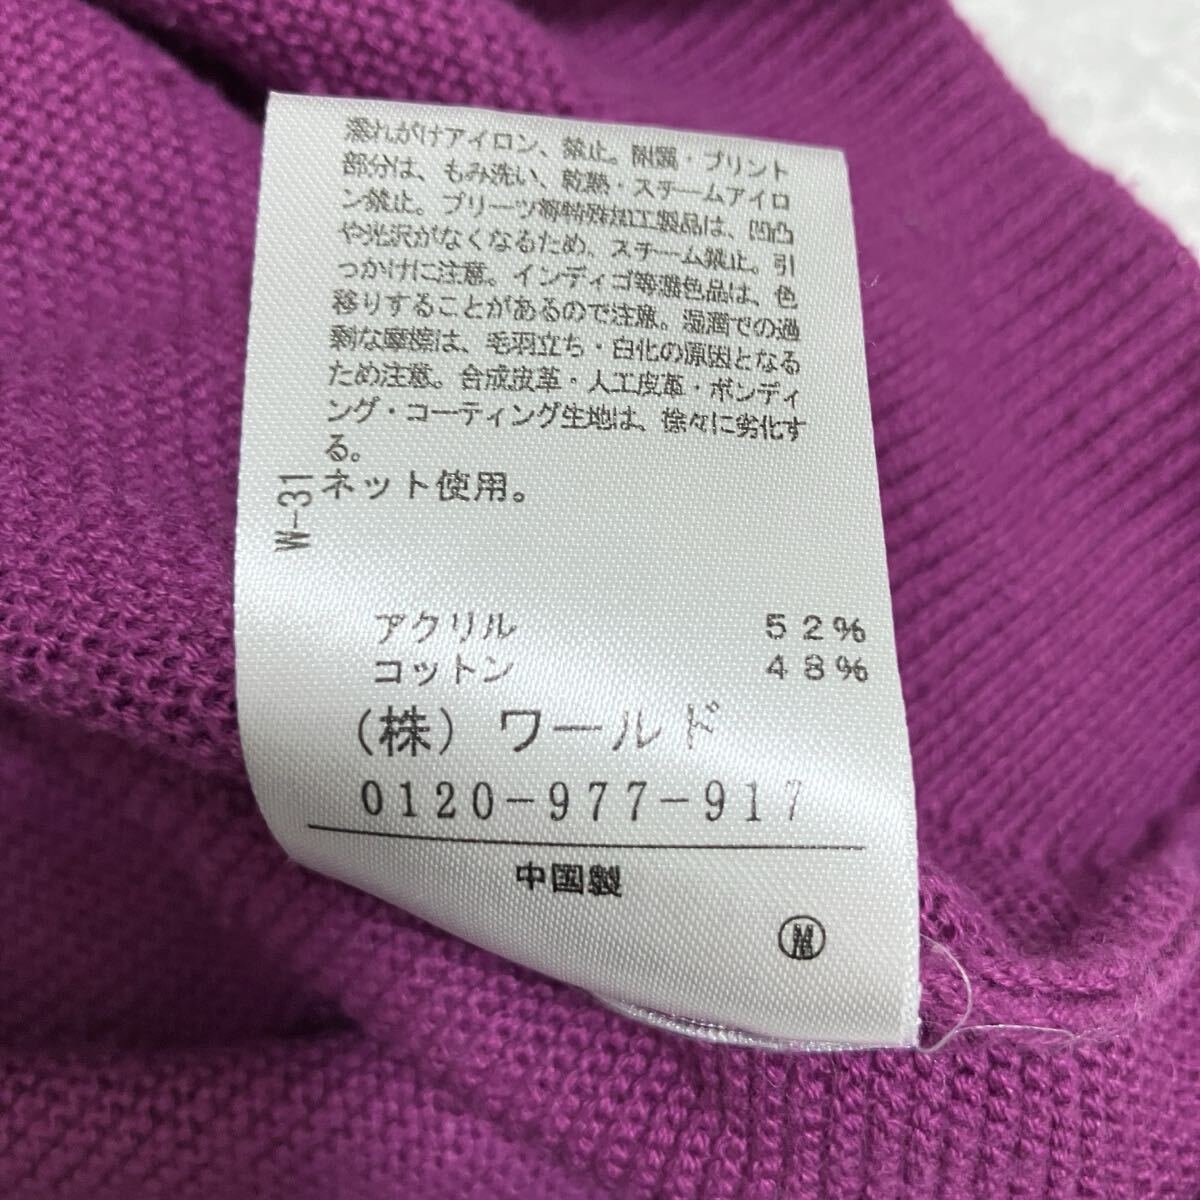 濡れがけアイロン、禁止。附属・プリント
部分は、もみ洗い、乾熱・スチームアイロ
ン禁止。プリーツ等特殊加工製品は、凹凸
や光沢がなくなるため、スチーム禁止。引
っかけに注意。インディゴ等濃色品は、色
移りすることがあるので注意。湿潤での過
剰な摩擦は、毛羽立ち・白化の原因となる
ため注意。合成皮革・人工皮革・ボンディ
ング・コーティング生地は、徐々に劣化す
る。
ネット使用。
W-31
アクリル 52%
コットン 48%
(株) ワールド
0120-977-917
中国製
Ⓜ